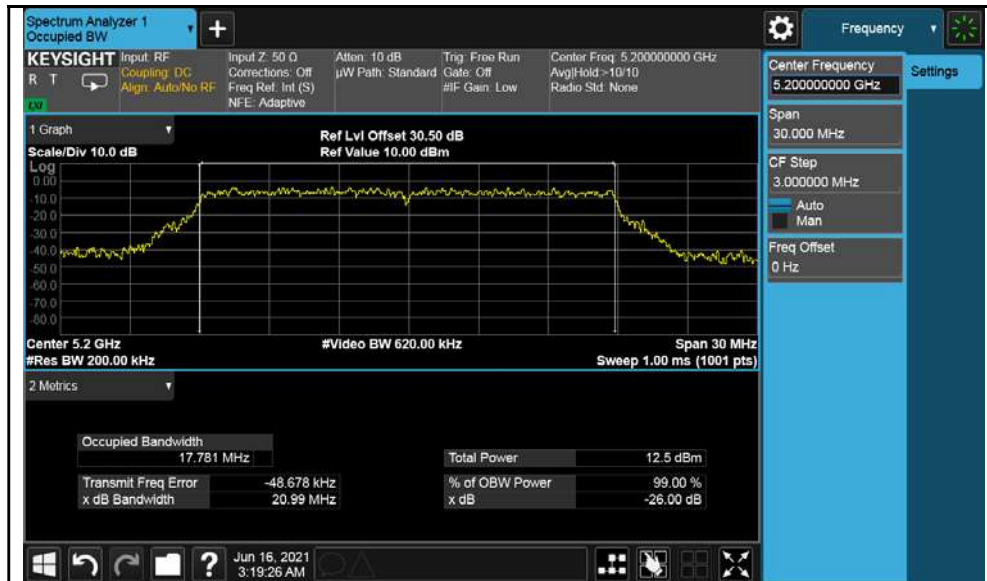 Spectrum Analyzer 1
Occupied BW
Frequency
KEYSIGHT
R T
LXI
Input: RF
Coupling: DC
Align: Auto/No RF
Input Z: 50 Ω
Corrections: Off
Freq Ref: Int (S)
NFE: Adaptive
Atten: 10 dB
µW Path: Standard
Trig: Free Run
Gate: Off
#IF Gain: Low
Center Freq: 5.200000000 GHz
Avg|Hold:>10/10
Radio Std: None
Center Frequency
5.200000000 GHz
Settings
Span
30.000 MHz
CF Step
3.000000 MHz
Auto
Man
Freq Offset
0 Hz
1 Graph
Scale/Div 10.0 dB
Ref Lvl Offset 30.50 dB
Ref Value 10.00 dBm
Log
0.00
-10.0
-20.0
-30.0
-40.0
-50.0
-60.0
-70.0
-80.0
Center 5.2 GHz
#Video BW 620.00 kHz
Span 30 MHz
#Res BW 200.00 kHz
Sweep 1.00 ms (1001 pts)
2 Metrics
Occupied Bandwidth
17.781 MHz
Total Power 12.5 dBm
Transmit Freq Error -48.678 kHz
% of OBW Power 99.00 %
x dB Bandwidth 20.99 MHz
x dB -26.00 dB
?
Jun 16, 2021
3:19:26 AM